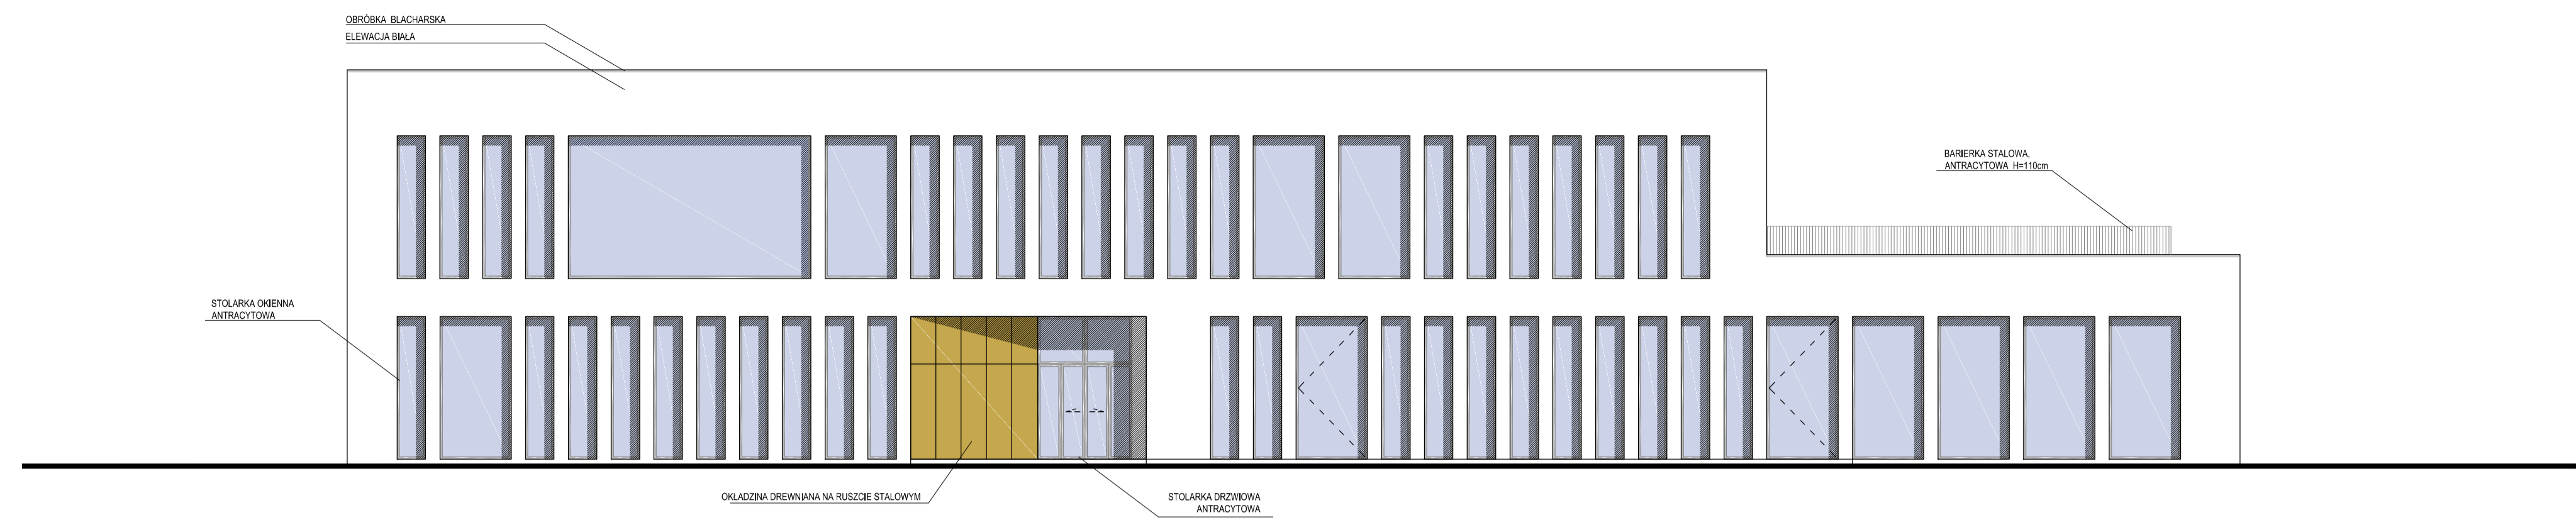 OBRÓBKA BLACHARSKA
ELEWACJA BIAŁA
BARIERKA STALOWA,
ANTRACYTOWA H=110cm
STOLARKA OKIENNA
ANTRACYTOWA
OKŁADZINA DREWNIANA NA RUSZCIE STALOWYM
STOLARKA DRZWIOWA
ANTRACYTOWA